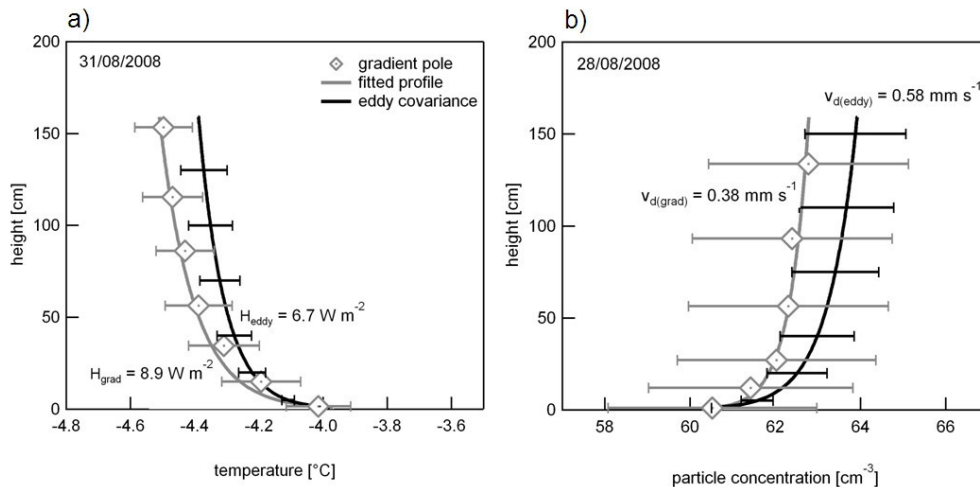 a)
b)
200
150
100
50
0
height [cm]
31/08/2008
gradient pole
fitted profile
eddy covariance
H_eddy = 6.7 W m⁻²
H_grad = 8.9 W m⁻²
-4.8 -4.6 -4.4 -4.2 -4.0 -3.8 -3.6
temperature [°C]
200
150
100
50
0
height [cm]
28/08/2008
v_d(eddy) = 0.58 mm s⁻¹
v_d(grad) = 0.38 mm s⁻¹
58 60 62 64 66
particle concentration [cm⁻³]